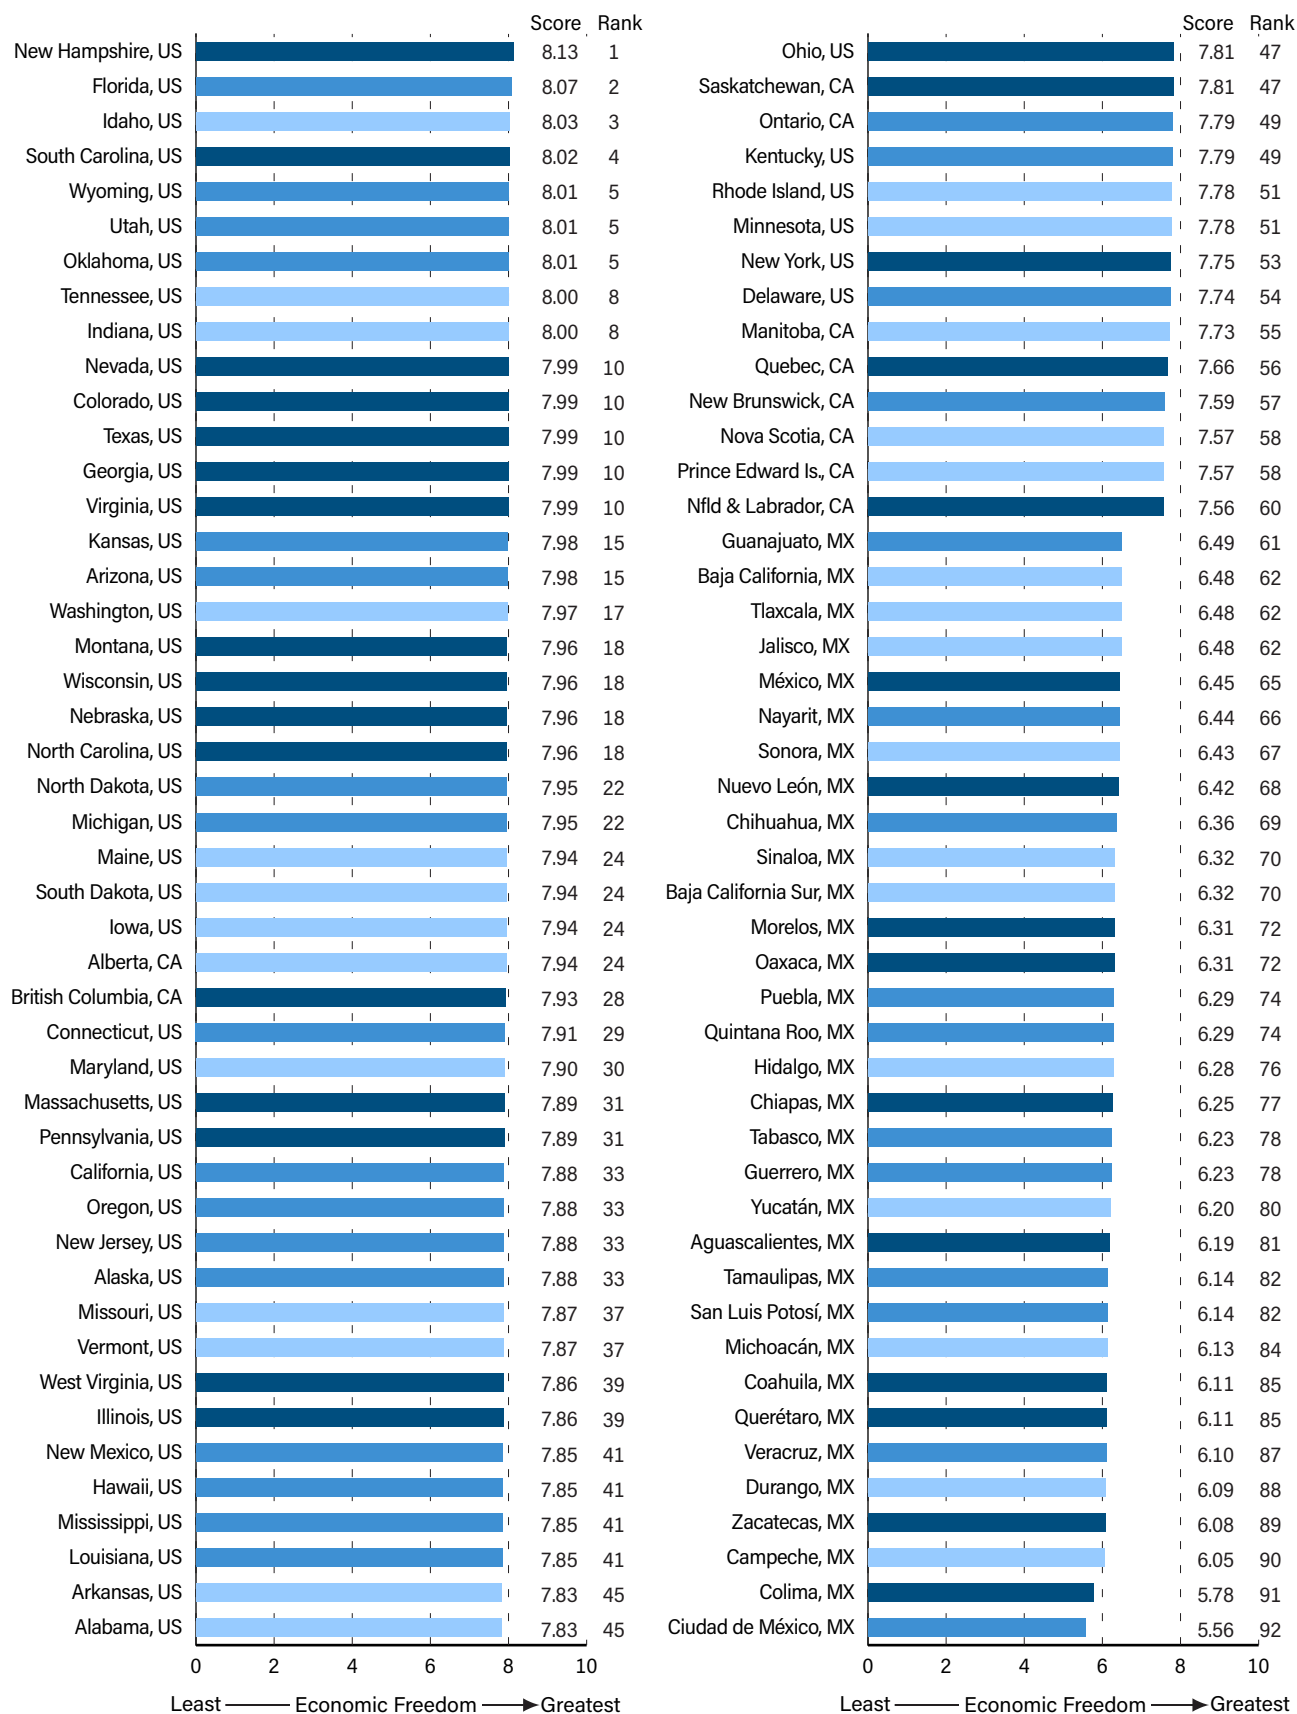 Score Rank
New Hampshire, US 8.13 1
Florida, US 8.07 2
Idaho, US 8.03 3
South Carolina, US 8.02 4
Wyoming, US 8.01 5
Utah, US 8.01 5
Oklahoma, US 8.01 5
Tennessee, US 8.00 8
Indiana, US 8.00 8
Nevada, US 7.99 10
Colorado, US 7.99 10
Texas, US 7.99 10
Georgia, US 7.99 10
Virginia, US 7.99 10
Kansas, US 7.98 15
Arizona, US 7.98 15
Washington, US 7.97 17
Montana, US 7.96 18
Wisconsin, US 7.96 18
Nebraska, US 7.96 18
North Carolina, US 7.96 18
North Dakota, US 7.95 22
Michigan, US 7.95 22
Maine, US 7.94 24
South Dakota, US 7.94 24
Iowa, US 7.94 24
Alberta, CA 7.94 24
British Columbia, CA 7.93 28
Connecticut, US 7.91 29
Maryland, US 7.90 30
Massachusetts, US 7.89 31
Pennsylvania, US 7.89 31
California, US 7.88 33
Oregon, US 7.88 33
New Jersey, US 7.88 33
Alaska, US 7.88 33
Missouri, US 7.87 37
Vermont, US 7.87 37
West Virginia, US 7.86 39
Illinois, US 7.86 39
New Mexico, US 7.85 41
Hawaii, US 7.85 41
Mississippi, US 7.85 41
Louisiana, US 7.85 41
Arkansas, US 7.83 45
Alabama, US 7.83 45
0 2 4 6 8 10
Least Economic Freedom Greatest
Score Rank
Ohio, US 7.81 47
Saskatchewan, CA 7.81 47
Ontario, CA 7.79 49
Kentucky, US 7.79 49
Rhode Island, US 7.78 51
Minnesota, US 7.78 51
New York, US 7.75 53
Delaware, US 7.74 54
Manitoba, CA 7.73 55
Quebec, CA 7.66 56
New Brunswick, CA 7.59 57
Nova Scotia, CA 7.57 58
Prince Edward Is., CA 7.57 58
Nfld & Labrador, CA 7.56 60
Guanajuato, MX 6.49 61
Baja California, MX 6.48 62
Tlaxcala, MX 6.48 62
Jalisco, MX 6.48 62
México, MX 6.45 65
Nayarit, MX 6.44 66
Sonora, MX 6.43 67
Nuevo León, MX 6.42 68
Chihuahua, MX 6.36 69
Sinaloa, MX 6.32 70
Baja California Sur, MX 6.32 70
Morelos, MX 6.31 72
Oaxaca, MX 6.31 72
Puebla, MX 6.29 74
Quintana Roo, MX 6.29 74
Hidalgo, MX 6.28 76
Chiapas, MX 6.25 77
Tabasco, MX 6.23 78
Guerrero, MX 6.23 78
Yucatán, MX 6.20 80
Aguascalientes, MX 6.19 81
Tamaulipas, MX 6.14 82
San Luis Potosí, MX 6.14 82
Michoacán, MX 6.13 84
Coahuila, MX 6.11 85
Querétaro, MX 6.11 85
Veracruz, MX 6.10 87
Durango, MX 6.09 88
Zacatecas, MX 6.08 89
Campeche, MX 6.05 90
Colima, MX 5.78 91
Ciudad de México, MX 5.56 92
0 2 4 6 8 10
Least Economic Freedom Greatest